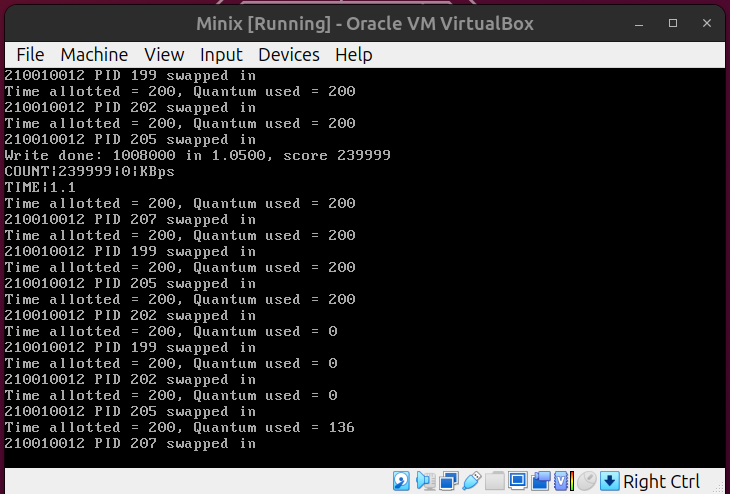 Minix [Running] - Oracle VM VirtualBox
File Machine View Input Devices Help
210010012 PID 199 swapped in
Time allotted = 200, Quantum used = 200
210010012 PID 202 swapped in
Time allotted = 200, Quantum used = 200
210010012 PID 205 swapped in
Write done: 1008000 in 1.0500, score 239999
COUNT¦239999¦0¦KBps
TIME¦1.1
Time allotted = 200, Quantum used = 200
210010012 PID 207 swapped in
Time allotted = 200, Quantum used = 200
210010012 PID 199 swapped in
Time allotted = 200, Quantum used = 200
210010012 PID 205 swapped in
Time allotted = 200, Quantum used = 200
210010012 PID 202 swapped in
Time allotted = 200, Quantum used = 0
210010012 PID 199 swapped in
Time allotted = 200, Quantum used = 0
210010012 PID 202 swapped in
Time allotted = 200, Quantum used = 0
210010012 PID 205 swapped in
Time allotted = 200, Quantum used = 136
210010012 PID 207 swapped in
Right Ctrl